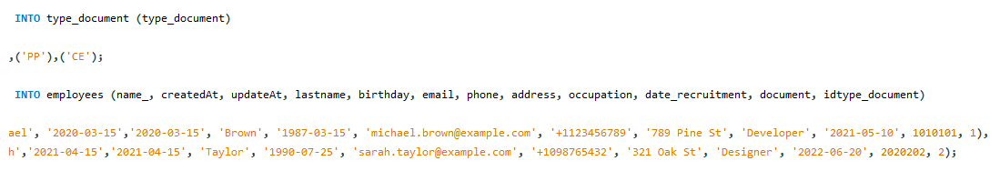 INTO type_document (type_document)
,('PP'),('CE');
INTO employees (name_, createdAt, updateAt, lastname, birthday, email, phone, address, occupation, date_recruitment, document, idtype_document)
ael', '2020-03-15','2020-03-15', 'Brown', '1987-03-15', 'michael.brown@example.com', '+1123456789', '789 Pine St', 'Developer', '2021-05-10', 1010101, 1),
h','2021-04-15','2021-04-15', 'Taylor', '1990-07-25', 'sarah.taylor@example.com', '+1098765432', '321 Oak St', 'Designer', '2022-06-20', 2020202, 2);